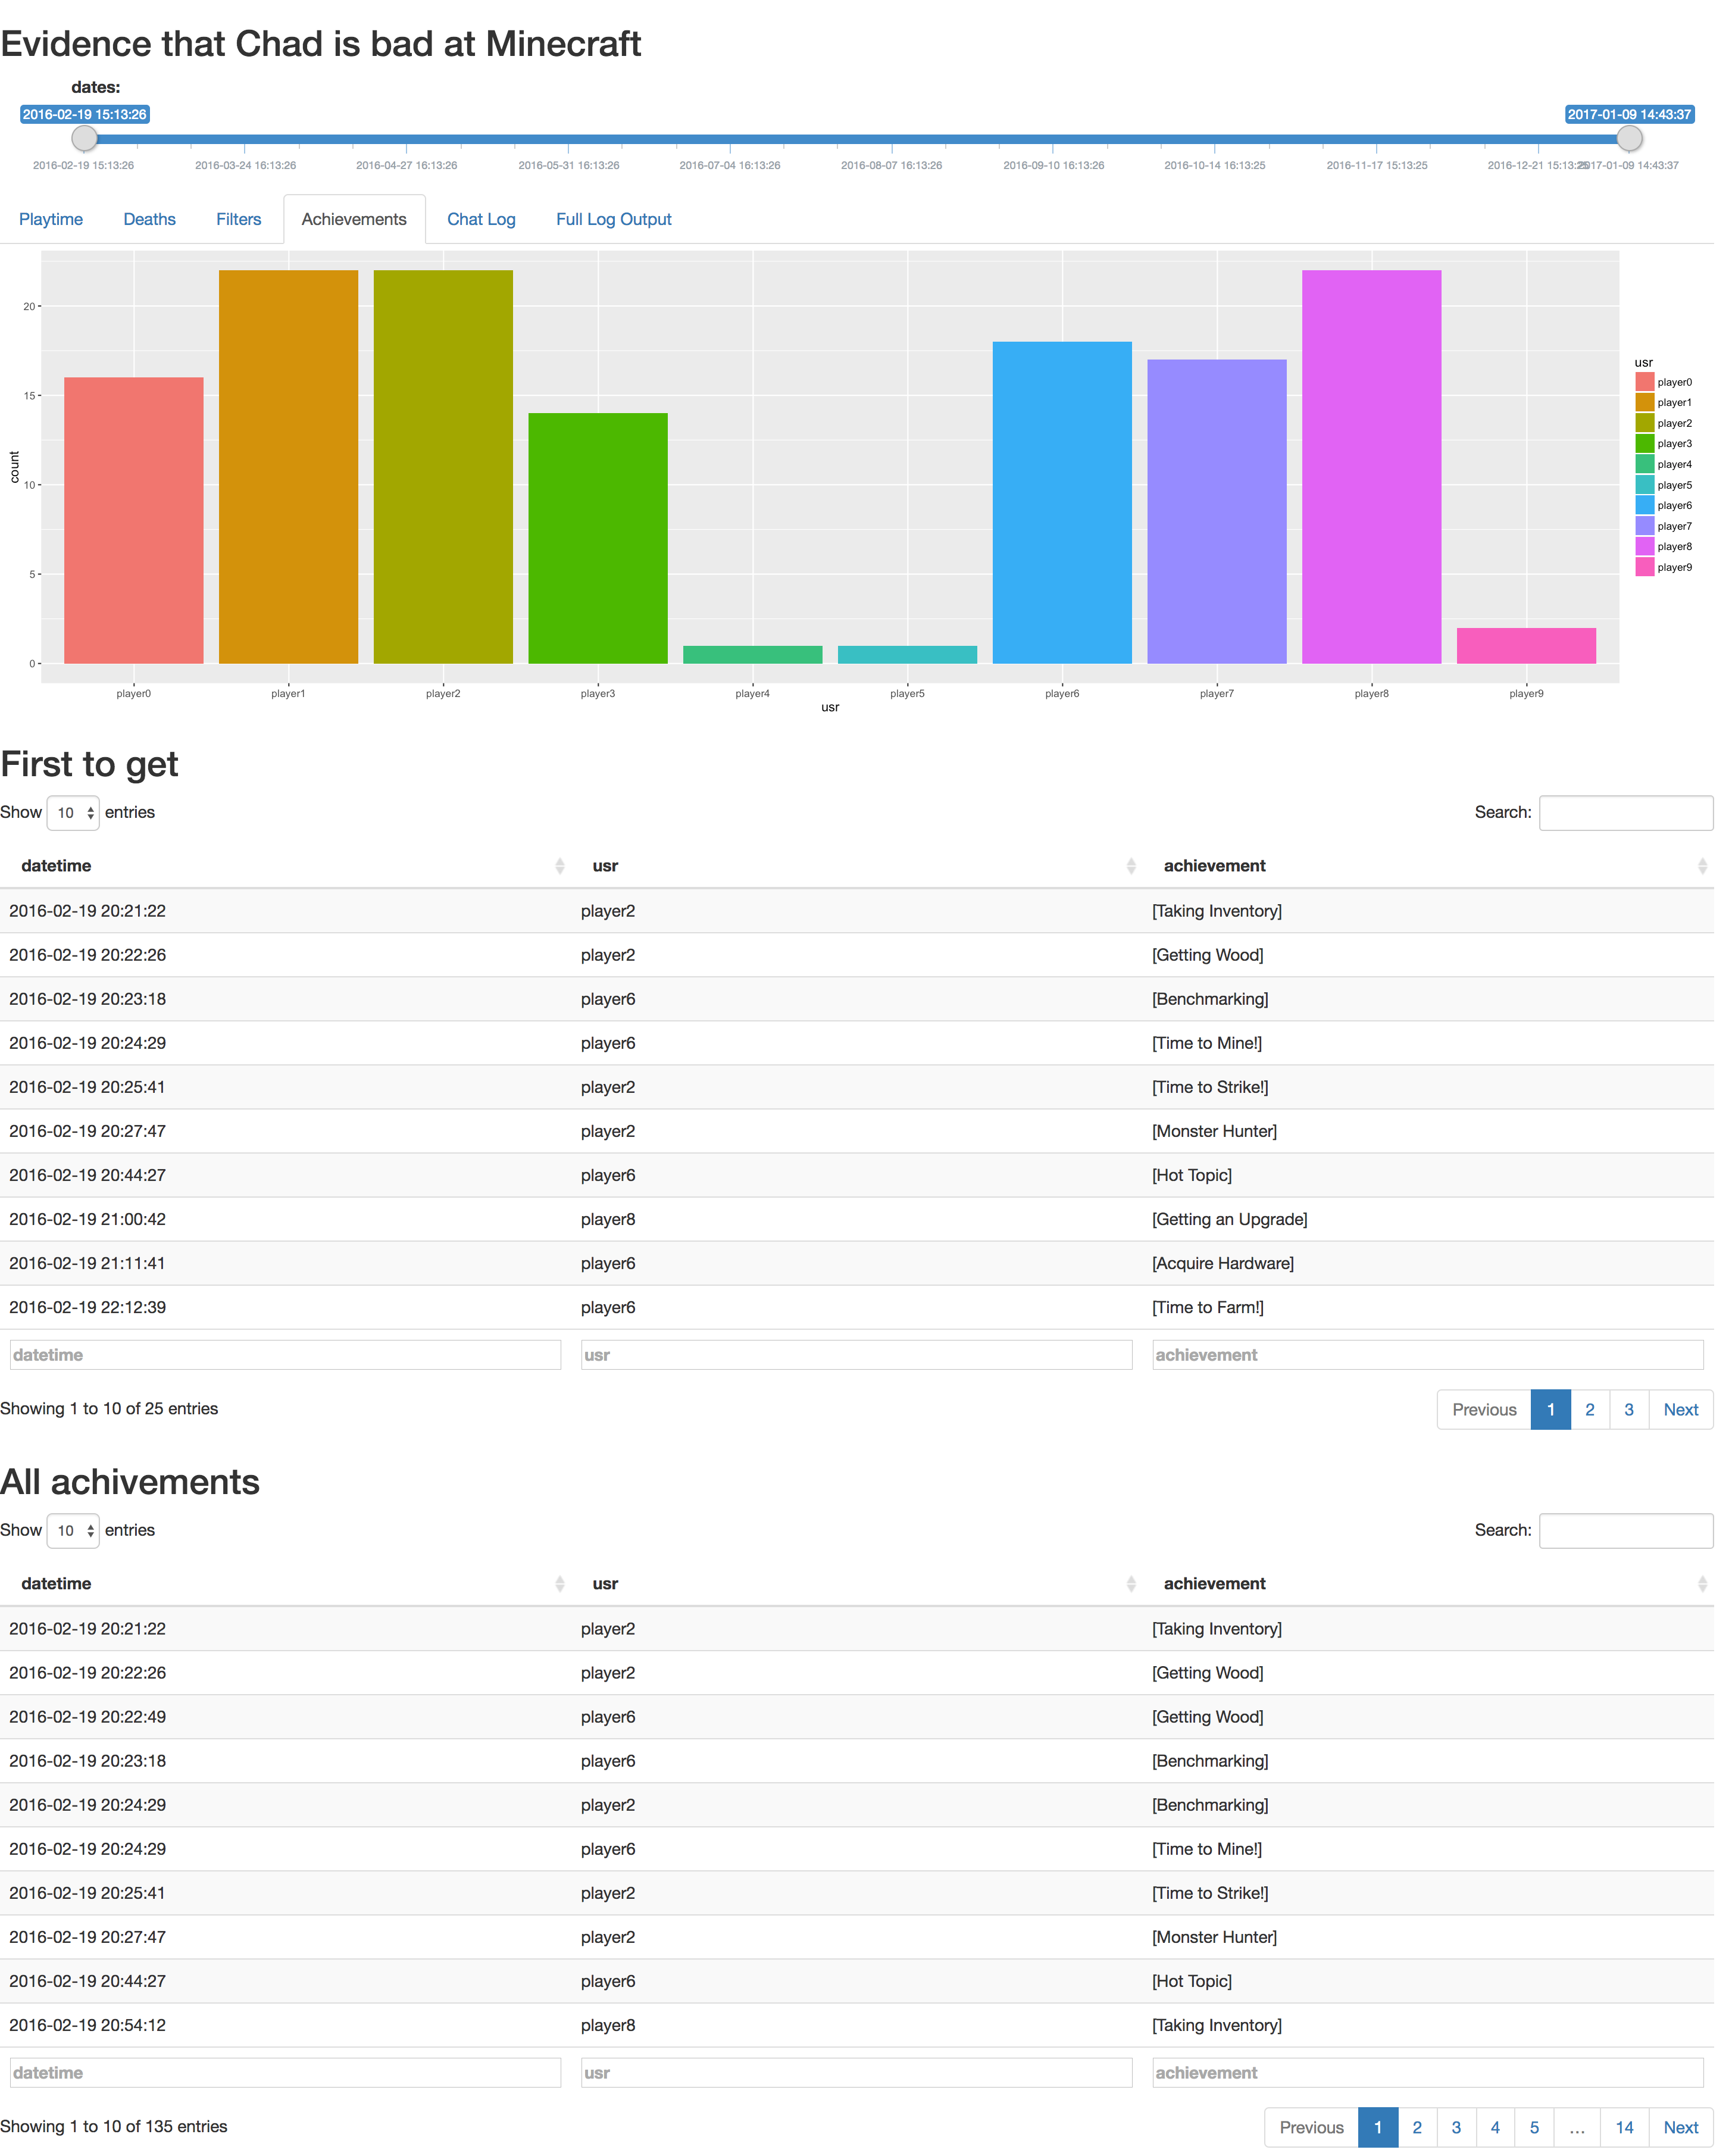 Evidence that Chad is bad at Minecraft
dates:
2016-02-19 15:13:26 2017-01-09 14:43:37
2016-02-19 15:13:26 2016-03-24 16:13:26 2016-04-27 16:13:26 2016-05-31 16:13:26 2016-07-04 16:13:26 2016-08-07 16:13:26 2016-09-10 16:13:26 2016-10-14 16:13:25 2016-11-17 15:13:25 2016-12-21 15:13:25 2017-01-09 14:43:37
Playtime Deaths Filters Achievements Chat Log Full Log Output
20
15
10
5
0
count
player0 player1 player2 player3 player4 player5 player6 player7 player8 player9
usr
usr
player0
player1
player2
player3
player4
player5
player6
player7
player8
player9
First to get
Show 10 entries Search:
datetime usr achievement
2016-02-19 20:21:22 player2 [Taking Inventory]
2016-02-19 20:22:26 player2 [Getting Wood]
2016-02-19 20:23:18 player6 [Benchmarking]
2016-02-19 20:24:29 player6 [Time to Mine!]
2016-02-19 20:25:41 player2 [Time to Strike!]
2016-02-19 20:27:47 player2 [Monster Hunter]
2016-02-19 20:44:27 player6 [Hot Topic]
2016-02-19 21:00:42 player8 [Getting an Upgrade]
2016-02-19 21:11:41 player6 [Acquire Hardware]
2016-02-19 22:12:39 player6 [Time to Farm!]
datetime usr achievement
Showing 1 to 10 of 25 entries Previous 1 2 3 Next
All achivements
Show 10 entries Search:
datetime usr achievement
2016-02-19 20:21:22 player2 [Taking Inventory]
2016-02-19 20:22:26 player2 [Getting Wood]
2016-02-19 20:22:49 player6 [Getting Wood]
2016-02-19 20:23:18 player6 [Benchmarking]
2016-02-19 20:24:29 player2 [Benchmarking]
2016-02-19 20:24:29 player6 [Time to Mine!]
2016-02-19 20:25:41 player2 [Time to Strike!]
2016-02-19 20:27:47 player2 [Monster Hunter]
2016-02-19 20:44:27 player6 [Hot Topic]
2016-02-19 20:54:12 player8 [Taking Inventory]
datetime usr achievement
Showing 1 to 10 of 135 entries Previous 1 2 3 4 5 … 14 Next